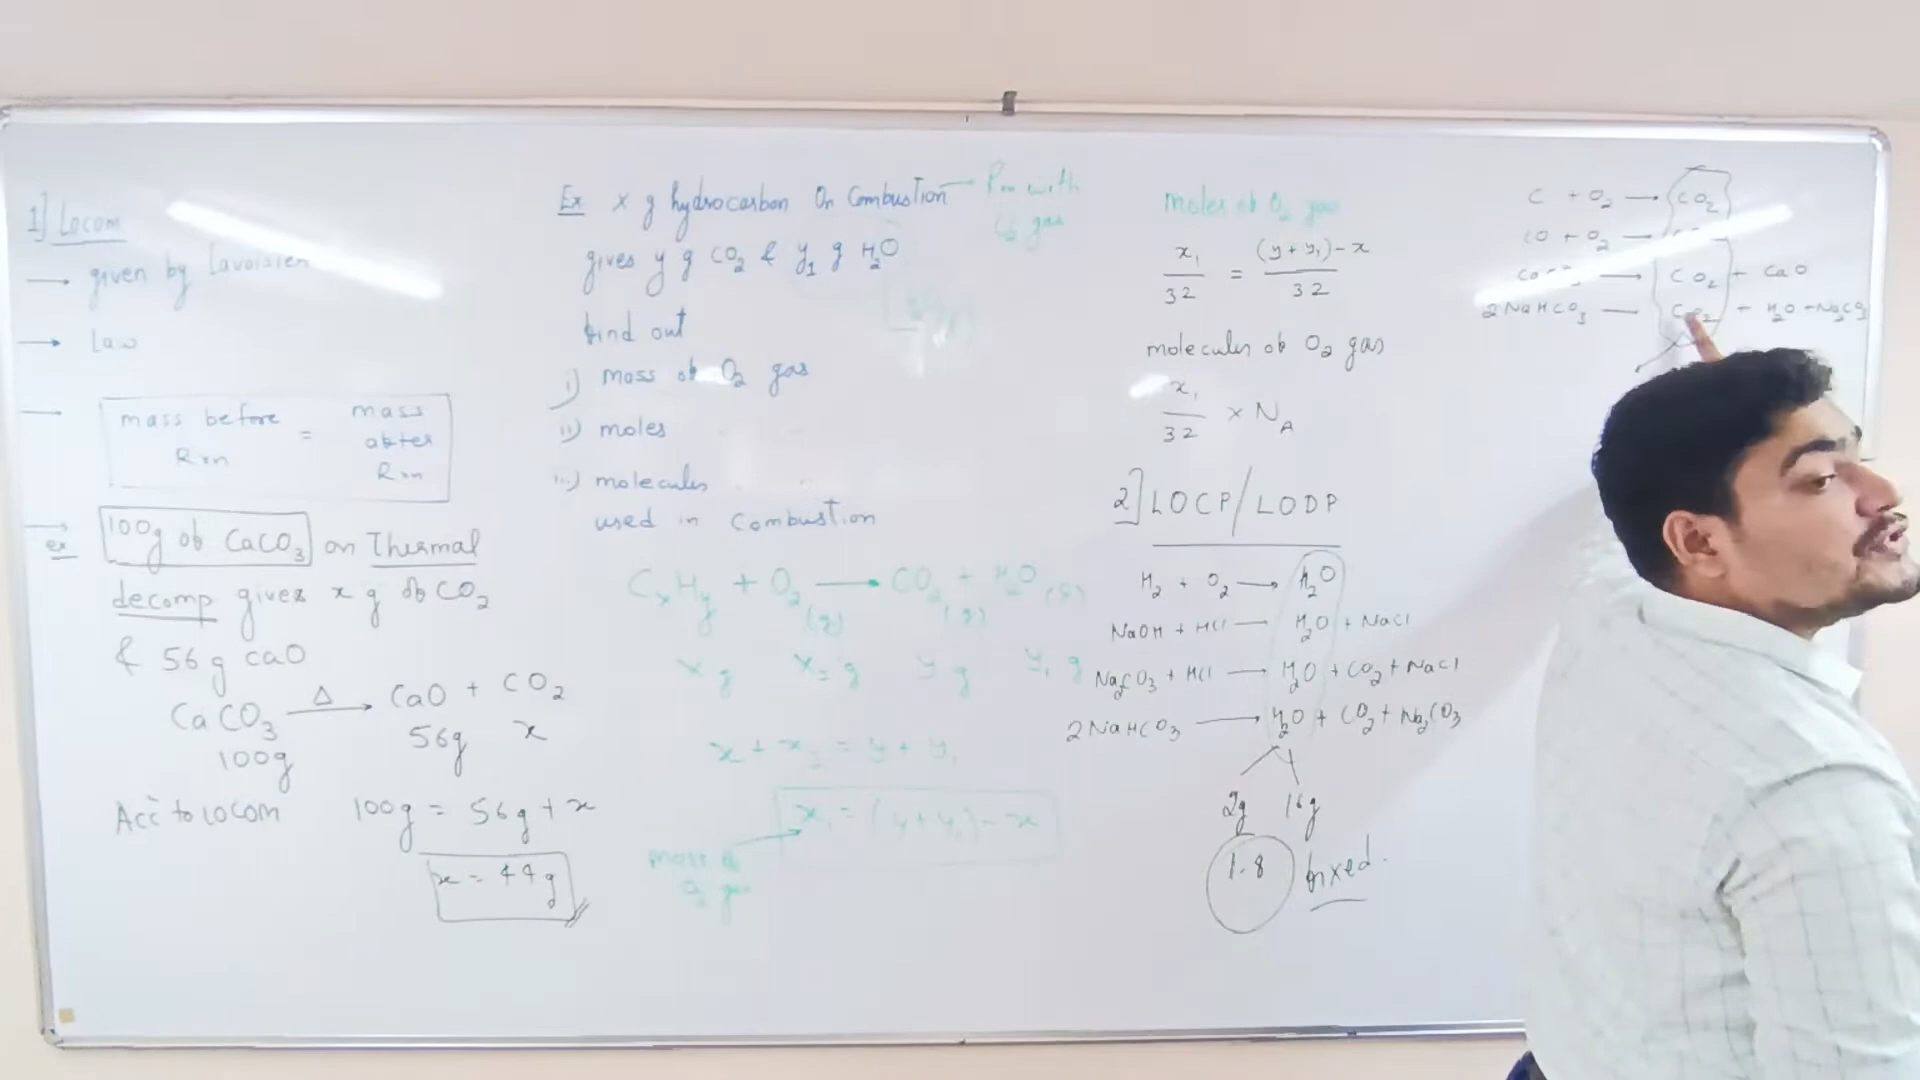 1] Locom
→ given by Lavoisier
→ Law
→ mass before Rxn = mass after Rxn
→ ex 100g of CaCO₃ on Thermal
decomp gives x g of CO₂
& 56 g CaO
CaCO₃ —Δ→ CaO + CO₂
100g 56g x
Acc to LOCOM 100g = 56g + x
x = 44g
Ex x g hydrocarbon On Combustion — Rxn with
O₂ gas
gives y g CO₂ & y₁ g H₂O
find out
i) mass of O₂ gas
ii) moles
iii) molecules
used in Combustion
CxHy + O₂ (g) → CO₂ (g) + H₂O (g)
x g x₁ g y g y₁ g
x + x₁ = y + y₁
x₁ = (y + y₁) - x
mass of
O₂ gas
moles of O₂ gas
x₁/32 = (y + y₁) - x/32
molecules of O₂ gas
x₁/32 × N_A
2] LOCP/LODP
H₂ + O₂ → H₂O
NaOH + HCl — H₂O + NaCl
Na₂CO₃ + HCl → H₂O + CO₂ + NaCl
2NaHCO₃ → H₂O + CO₂ + Na₂CO₃
2g 16g
1.8 fixed.
C + O₂ → CO₂
CO + O₂ →
→ CO₂ + CaO
2NaHCO₃ — CO₂ + H₂O + Na₂CO₃